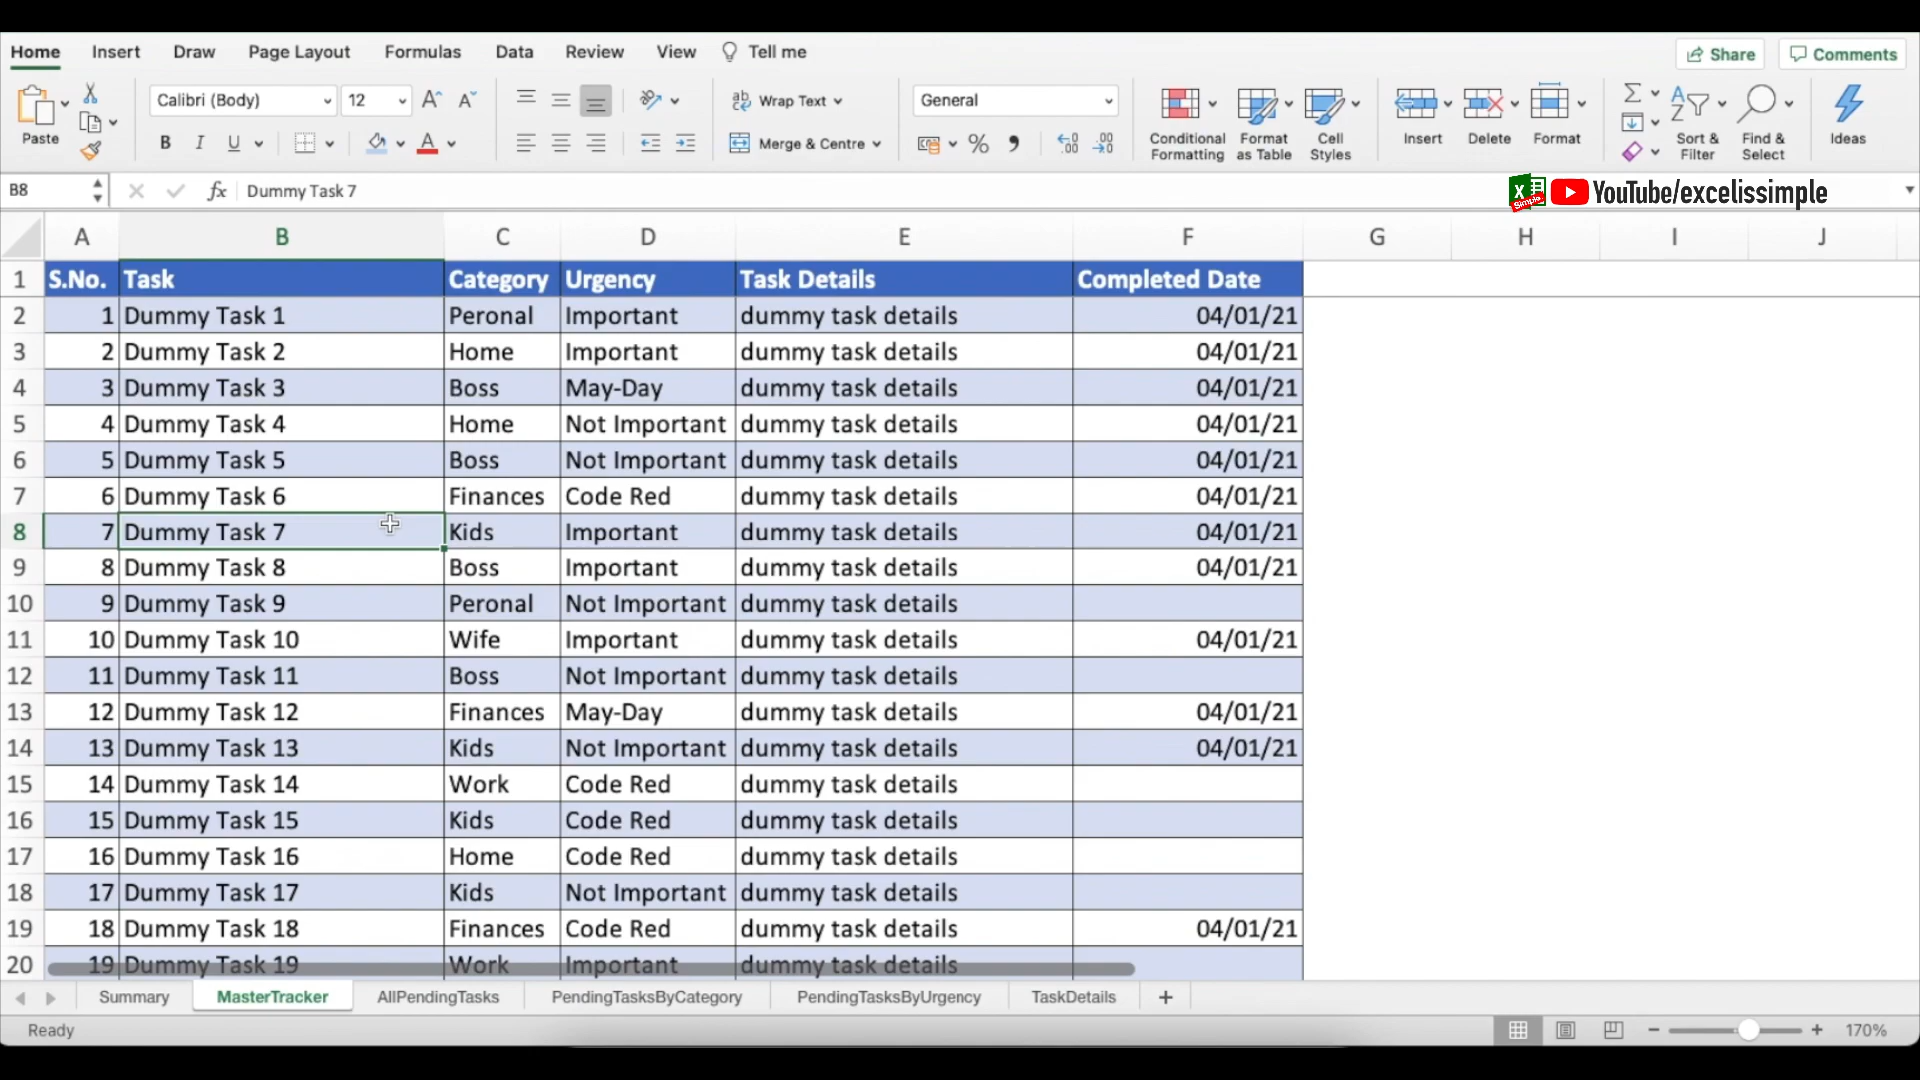 Home Insert Draw Page Layout Formulas Data Review View Tell me Share Comments
Calibri (Body) 12 A A ab Wrap Text General
Paste B I U A Merge & Centre % Conditional Formatting Format as Table Cell Styles Insert Delete Format Sort & Filter Find & Select Ideas
B8 fx Dummy Task 7 X Simple YouTube/excelissimple
A B C D E F G H I J
1 S.No. Task Category Urgency Task Details Completed Date
2 1 Dummy Task 1 Peronal Important dummy task details 04/01/21
3 2 Dummy Task 2 Home Important dummy task details 04/01/21
4 3 Dummy Task 3 Boss May-Day dummy task details 04/01/21
5 4 Dummy Task 4 Home Not Important dummy task details 04/01/21
6 5 Dummy Task 5 Boss Not Important dummy task details 04/01/21
7 6 Dummy Task 6 Finances Code Red dummy task details 04/01/21
8 7 Dummy Task 7 Kids Important dummy task details 04/01/21
9 8 Dummy Task 8 Boss Important dummy task details 04/01/21
10 9 Dummy Task 9 Peronal Not Important dummy task details
11 10 Dummy Task 10 Wife Important dummy task details 04/01/21
12 11 Dummy Task 11 Boss Not Important dummy task details
13 12 Dummy Task 12 Finances May-Day dummy task details 04/01/21
14 13 Dummy Task 13 Kids Not Important dummy task details 04/01/21
15 14 Dummy Task 14 Work Code Red dummy task details
16 15 Dummy Task 15 Kids Code Red dummy task details
17 16 Dummy Task 16 Home Code Red dummy task details
18 17 Dummy Task 17 Kids Not Important dummy task details
19 18 Dummy Task 18 Finances Code Red dummy task details 04/01/21
20 19 Dummy Task 19 Work Important dummy task details
Summary MasterTracker AllPendingTasks PendingTasksByCategory PendingTasksByUrgency TaskDetails +
Ready 170%